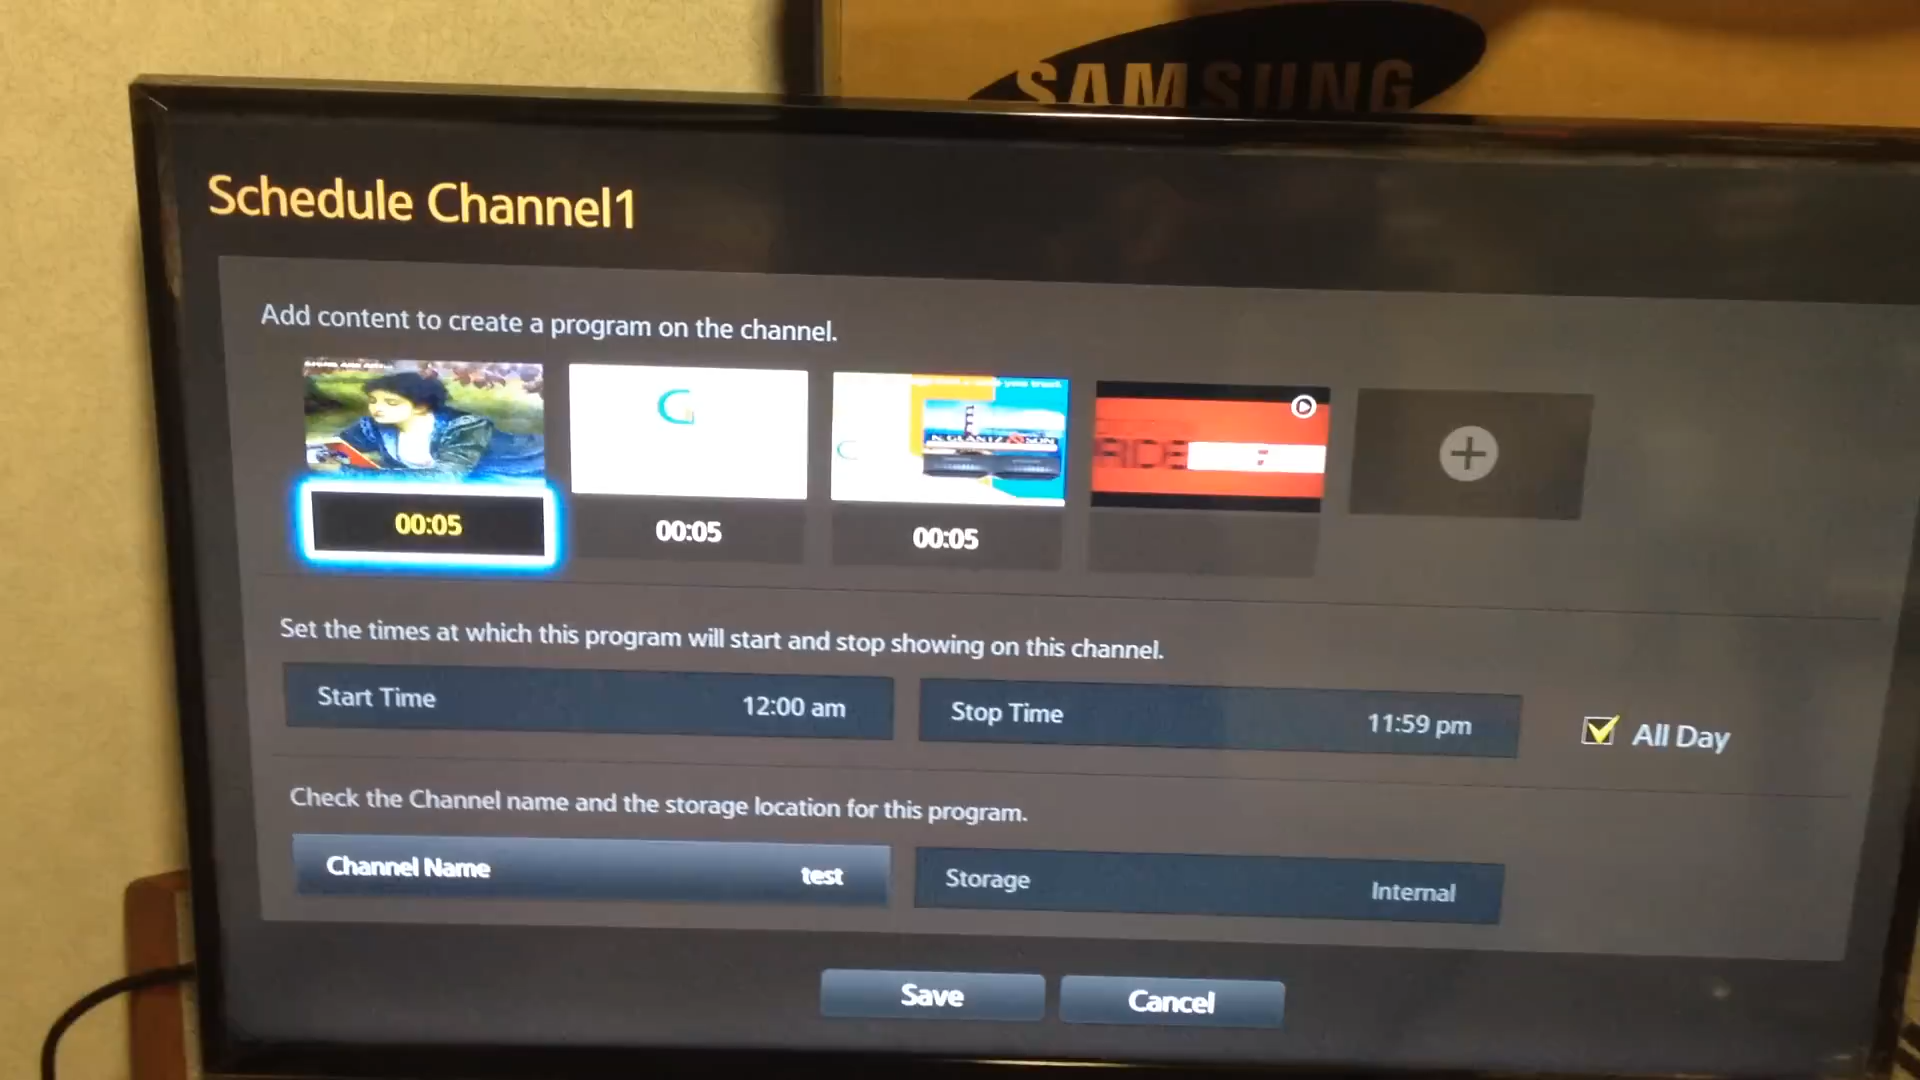 SAMSUNG
Schedule Channel1
Add content to create a program on the channel.
N. GLANTZ & SON
RIDE
00:05
00:05
00:05
Set the times at which this program will start and stop showing on this channel.
Start Time 12:00 am Stop Time 11:59 pm All Day
Check the Channel name and the storage location for this program.
Channel Name test Storage Internal
Save Cancel